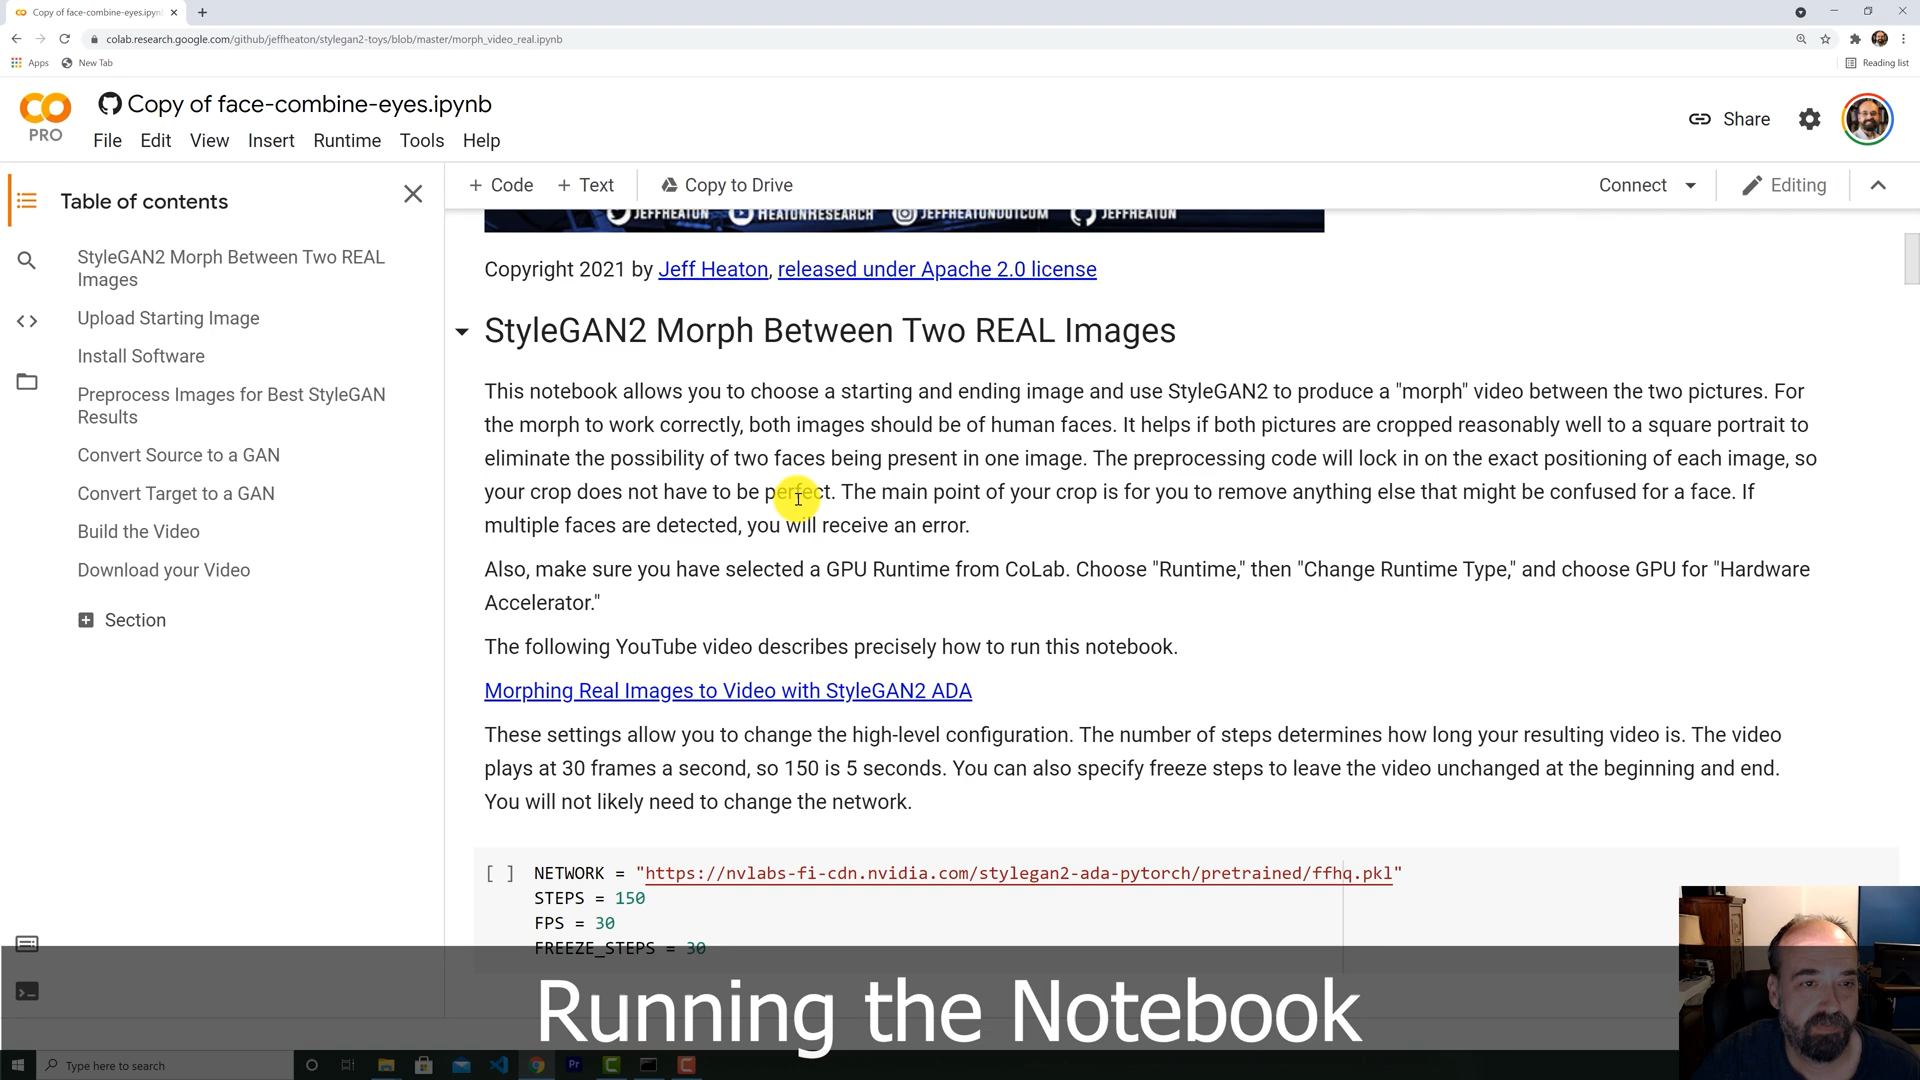 Copy of face-combine-eyes.ipynb
colab.research.google.com/github/jeffheaton/stylegan2-toys/blob/master/morph_video_real.ipynb
Apps
New Tab
Reading list
Copy of face-combine-eyes.ipynb
PRO
File Edit View Insert Runtime Tools Help
Share
Table of contents
+ Code + Text Copy to Drive
Connect
Editing
JEFFHEATON HEATONRESEARCH JEFFHEATONDOTCOM JEFFHEATON
StyleGAN2 Morph Between Two REAL
Images
Upload Starting Image
Install Software
Preprocess Images for Best StyleGAN
Results
Convert Source to a GAN
Convert Target to a GAN
Build the Video
Download your Video
Section
Copyright 2021 by Jeff Heaton, released under Apache 2.0 license
StyleGAN2 Morph Between Two REAL Images
This notebook allows you to choose a starting and ending image and use StyleGAN2 to produce a "morph" video between the two pictures. For
the morph to work correctly, both images should be of human faces. It helps if both pictures are cropped reasonably well to a square portrait to
eliminate the possibility of two faces being present in one image. The preprocessing code will lock in on the exact positioning of each image, so
your crop does not have to be perfect. The main point of your crop is for you to remove anything else that might be confused for a face. If
multiple faces are detected, you will receive an error.
Also, make sure you have selected a GPU Runtime from CoLab. Choose "Runtime," then "Change Runtime Type," and choose GPU for "Hardware
Accelerator."
The following YouTube video describes precisely how to run this notebook.
Morphing Real Images to Video with StyleGAN2 ADA
These settings allow you to change the high-level configuration. The number of steps determines how long your resulting video is. The video
plays at 30 frames a second, so 150 is 5 seconds. You can also specify freeze steps to leave the video unchanged at the beginning and end.
You will not likely need to change the network.
[ ] NETWORK = "https://nvlabs-fi-cdn.nvidia.com/stylegan2-ada-pytorch/pretrained/ffhq.pkl"
STEPS = 150
FPS = 30
FREEZE_STEPS = 30
Running the Notebook
Type here to search
Pr